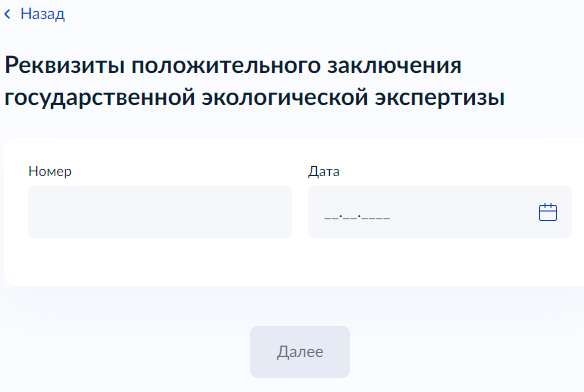 Назад
Реквизиты положительного заключения
государственной экологической экспертизы
Номер
Дата
__.__.____
Далее